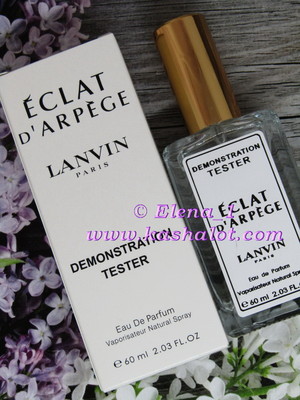 ÉCLAT
D'ARPÈGE
LANVIN
PARIS
DEMONSTRATION
TESTER
Eau De Parfum
Vaporisateur Natural Spray
℮ 60 ml 2.03 FL.OZ
DEMONSTRATION
TESTER
ÉCLAT
D'ARPÈGE
LANVIN
PARIS
Eau de Parfum
Vaporisateur Natural Spray
℮ 60 ml 2.03 FL.OZ
© Elena_T
www.kashalot.com